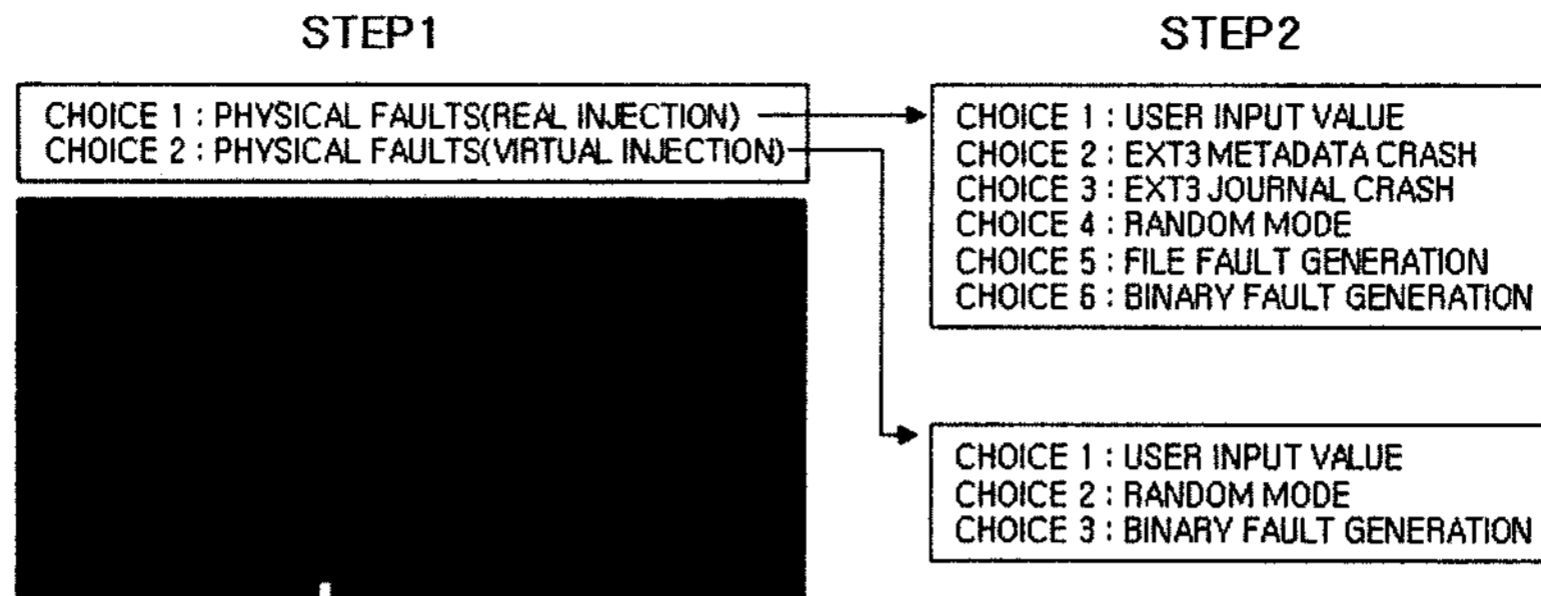 STEP1
CHOICE 1 : PHYSICAL FAULTS(REAL INJECTION)
CHOICE 2 : PHYSICAL FAULTS(VIRTUAL INJECTION)
STEP2
CHOICE 1 : USER INPUT VALUE
CHOICE 2 : EXT3 METADATA CRASH
CHOICE 3 : EXT3 JOURNAL CRASH
CHOICE 4 : RANDOM MODE
CHOICE 5 : FILE FAULT GENERATION
CHOICE 6 : BINARY FAULT GENERATION
CHOICE 1 : USER INPUT VALUE
CHOICE 2 : RANDOM MODE
CHOICE 3 : BINARY FAULT GENERATION